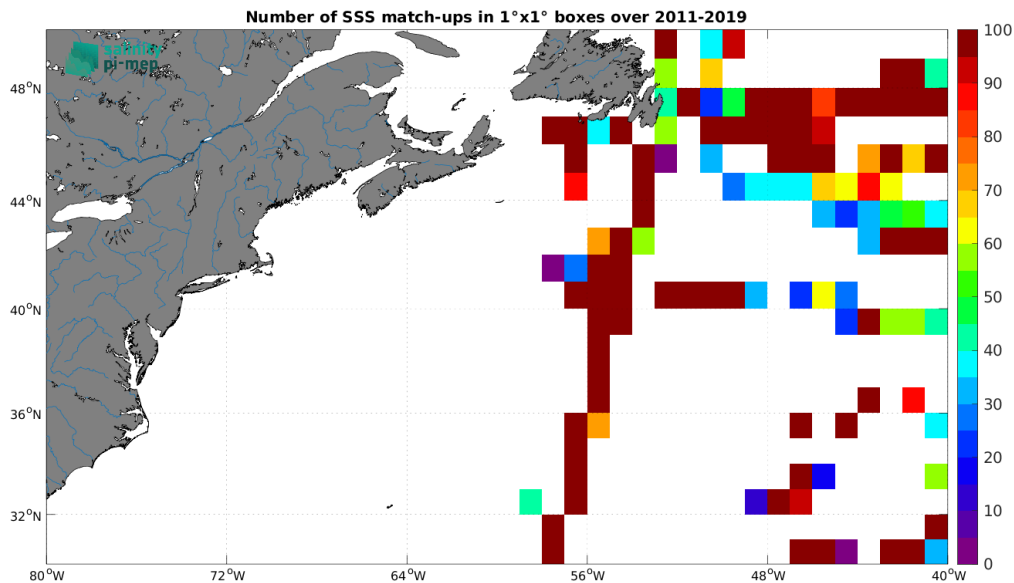 Number of SSS match-ups in 1°x1° boxes over 2011-2019
salinity
pi-mep
48°N
44°N
40°N
36°N
32°N
80°W
72°W
64°W
56°W
48°W
40°W
100
90
80
70
60
50
40
30
20
10
0